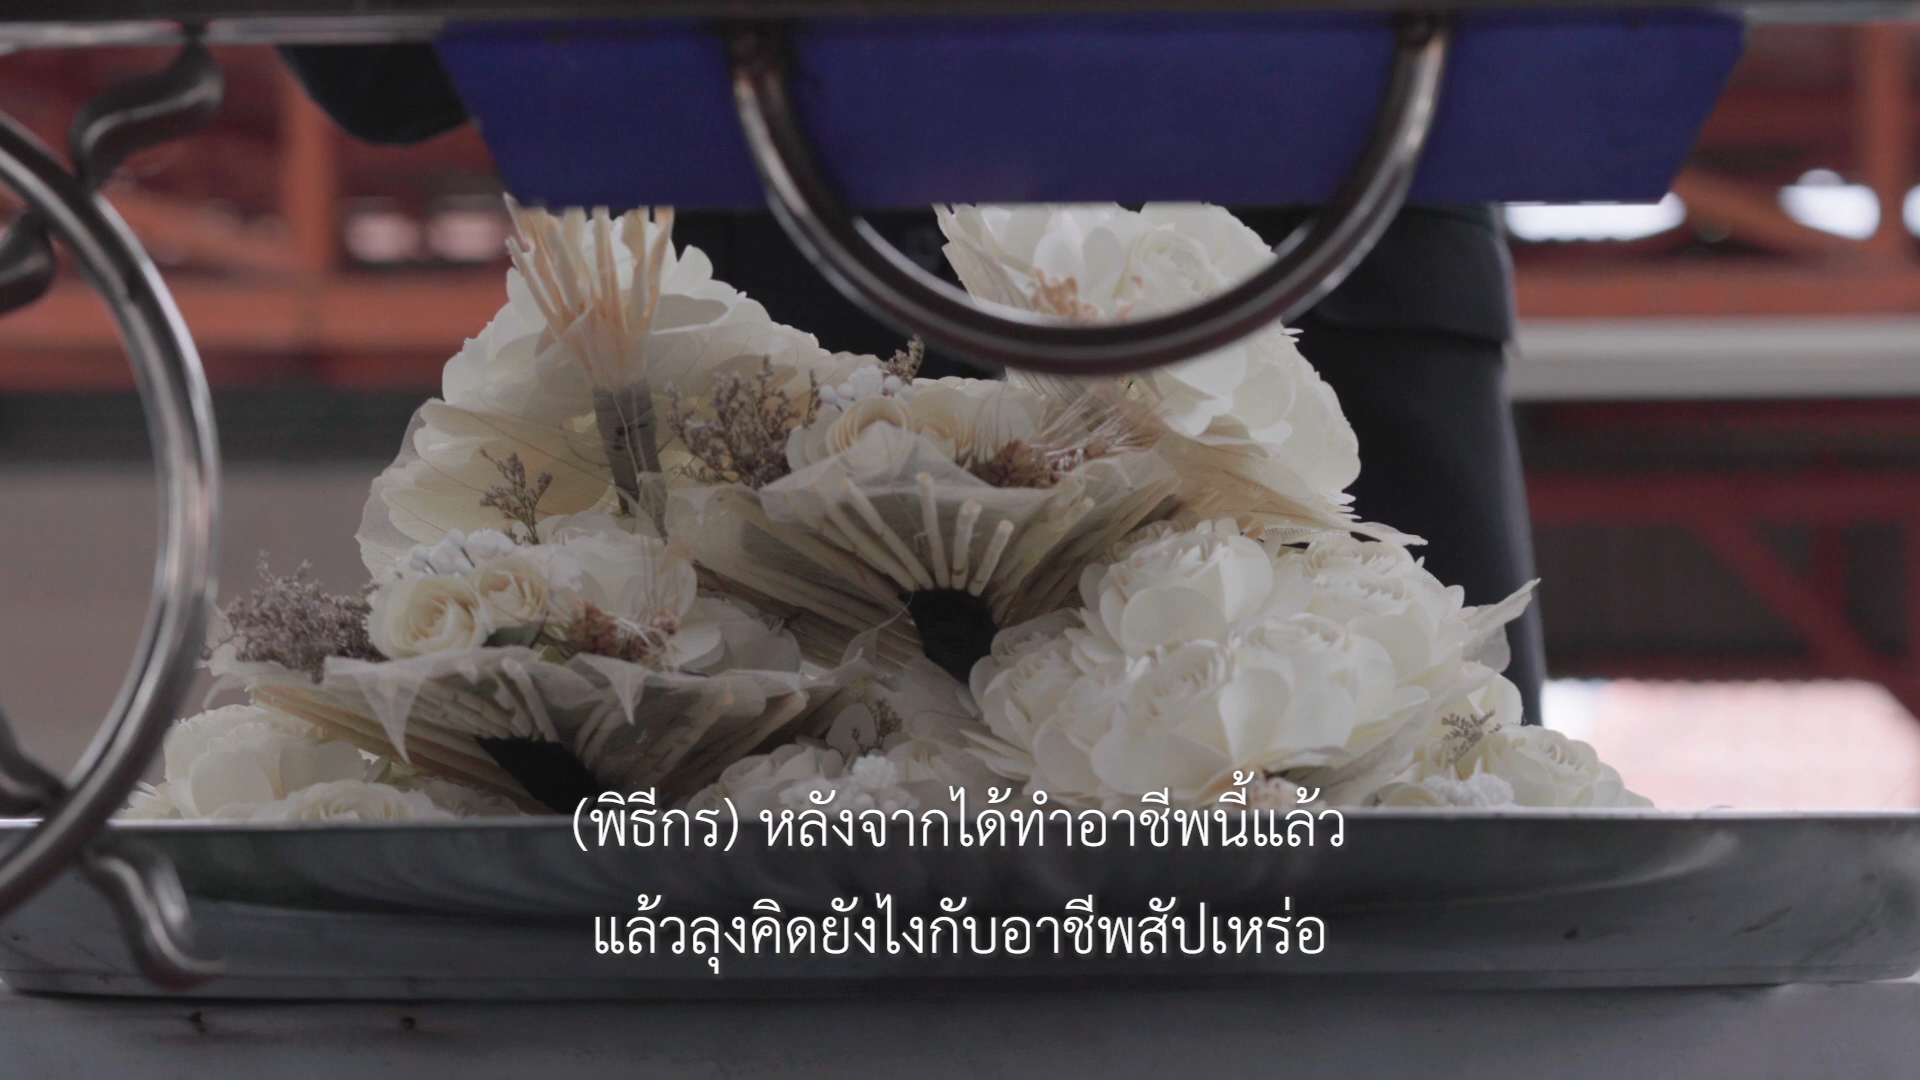 (พิธีกร) หลังจากได้ทำอาชีพนี้แล้ว
แล้วลุงคิดยังไงกับอาชีพสัปเหร่อ